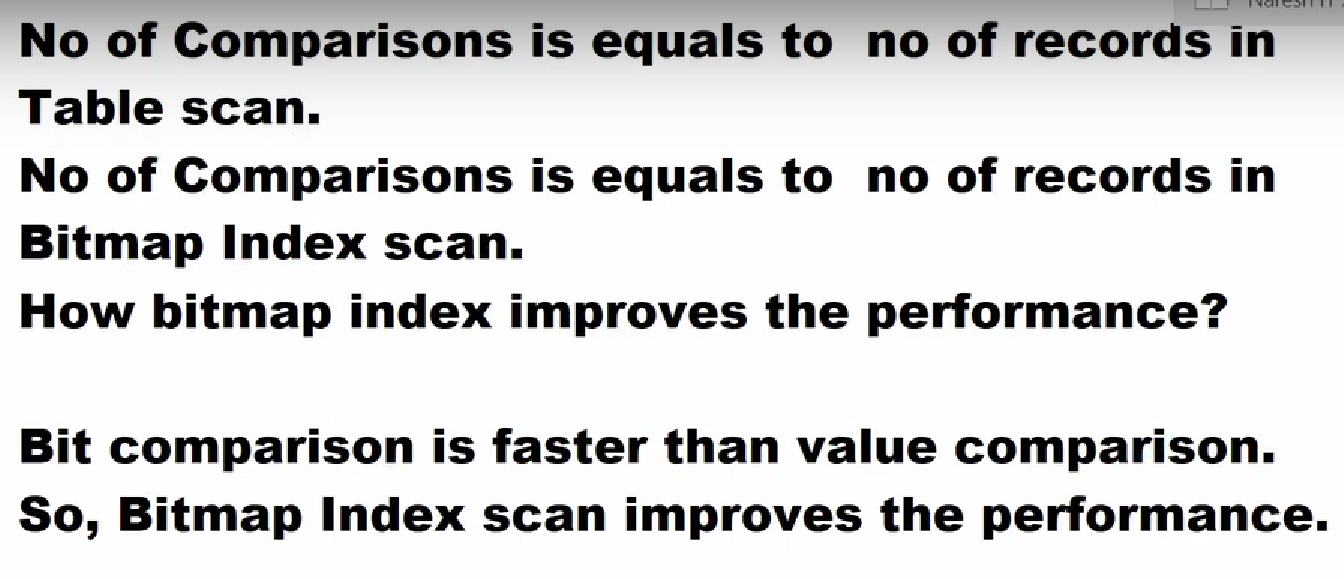 No of Comparisons is equals to no of records in
Table scan.
No of Comparisons is equals to no of records in
Bitmap Index scan.
How bitmap index improves the performance?
Bit comparison is faster than value comparison.
So, Bitmap Index scan improves the performance.